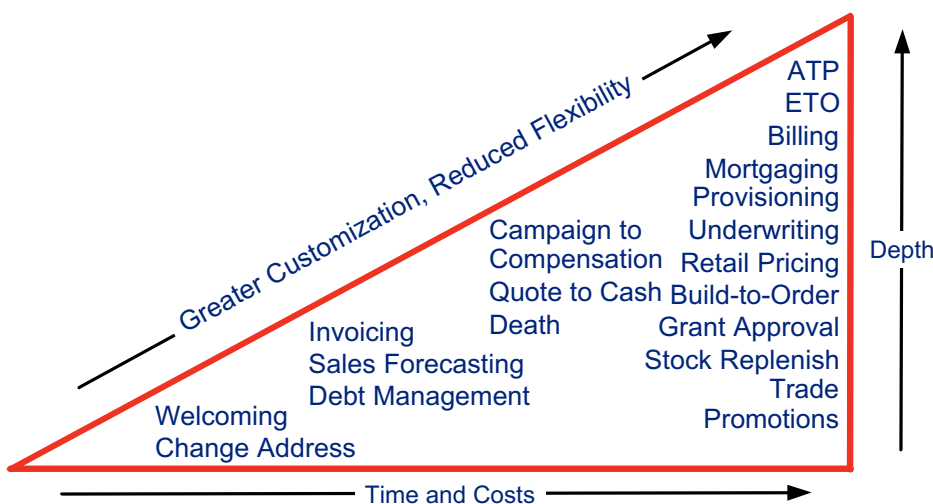 Greater Customization, Reduced Flexibility
ATP
ETO
Billing
Mortgaging
Provisioning
Underwriting
Retail Pricing
Build-to-Order
Grant Approval
Stock Replenish
Trade
Promotions
Campaign to
Compensation
Quote to Cash
Death
Invoicing
Sales Forecasting
Debt Management
Welcoming
Change Address
Depth
Time and Costs